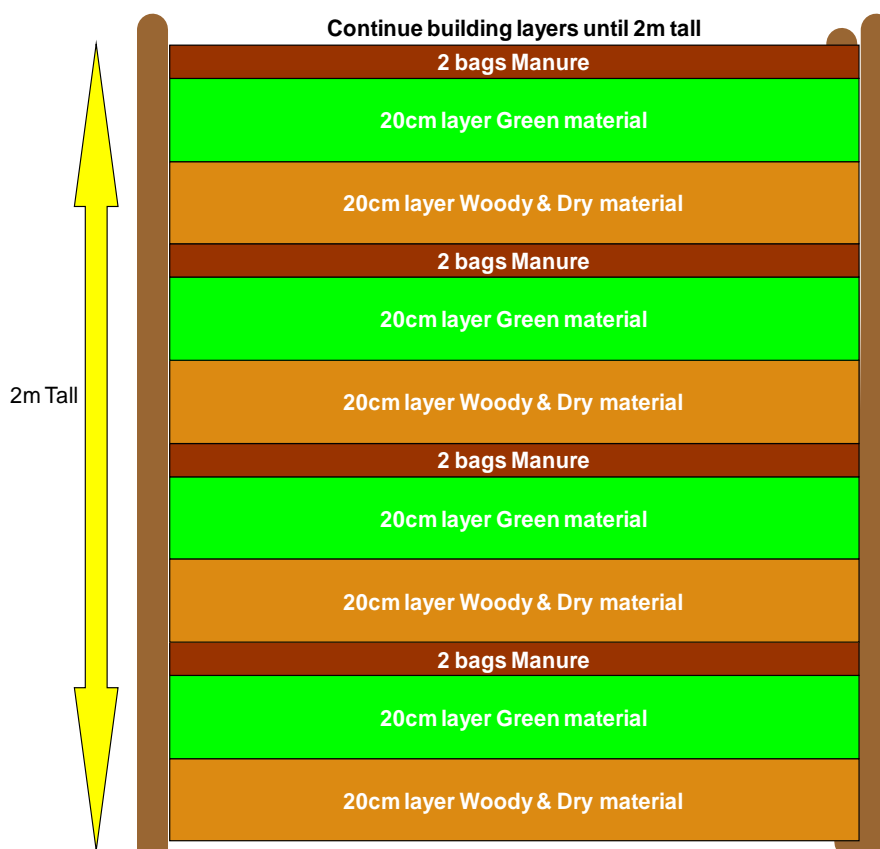 Continue building layers until 2m tall
2 bags Manure
20cm layer Green material
20cm layer Woody & Dry material
2 bags Manure
20cm layer Green material
2m Tall
20cm layer Woody & Dry material
2 bags Manure
20cm layer Green material
20cm layer Woody & Dry material
2 bags Manure
20cm layer Green material
20cm layer Woody & Dry material